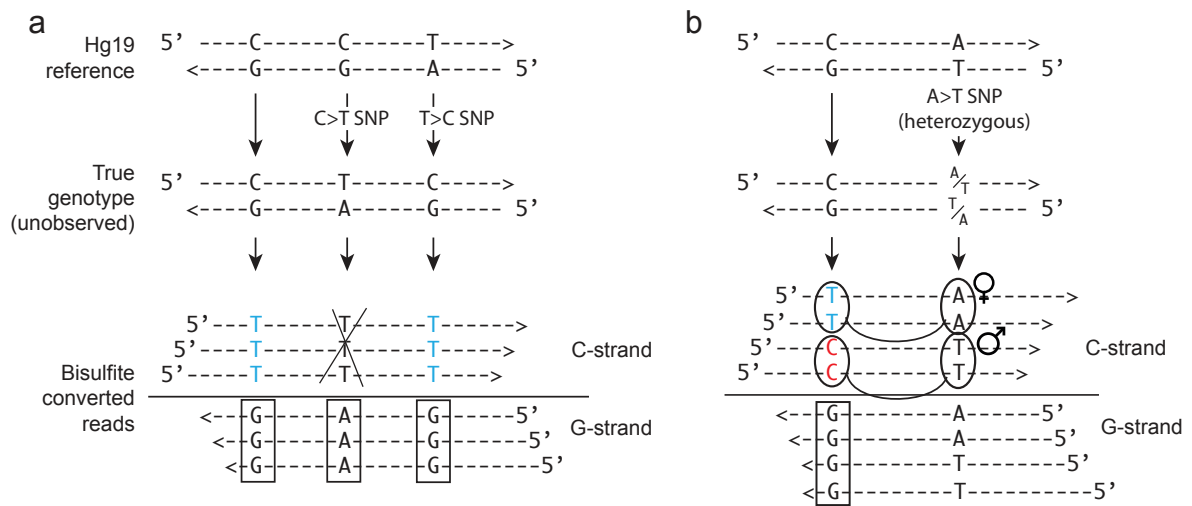 a
Hg19
reference
5’ -----C-----C-----T------>
<-----G-----G-----A----- 5’
C>T SNP
T>C SNP
True
genotype
(unobserved)
5’ -----C-----T-----C----->
<-----G-----A-----G----- 5’
Bisulfite
converted
reads
5’ ---T-----T-----T------>
5’ ----T-----T-----T----->
5’ -----T-----T-----T---->
C-strand
<---G-----A-----G------5’
<--G-----A-----G-------5’
<-G-----A-----G--------5’
G-strand
b
5’ -----C--------A----->
<-----G--------T----- 5’
A>T SNP
(heterozygous)
5’ -----C-------- A/T ----->
<-----G-------- T/A ----- 5’
5’ --T--------A-------> ♀
5’ --T--------A------>
5’ ---C--------T----> ♂
5’ ---C--------T---->
C-strand
<--G--------A-------5’
<-G--------A-------5’
<-G--------T--------5’
<-G--------T----------5’
G-strand